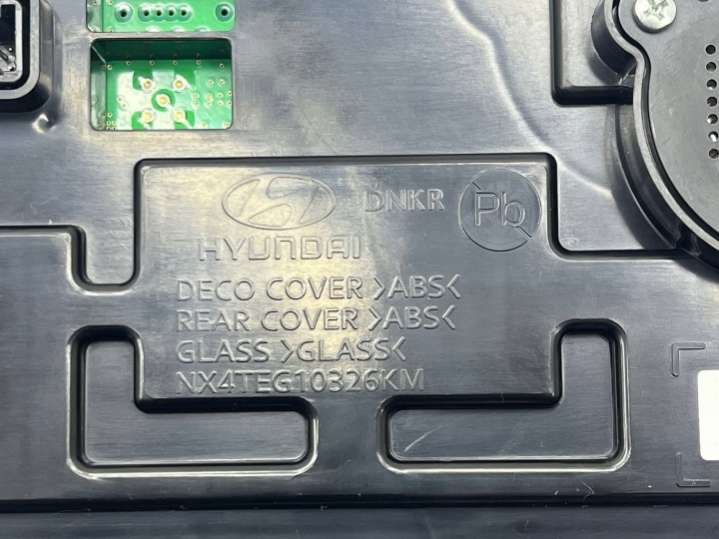 DNKR Pb
HYUNDAI
DECO COVER >ABS<
REAR COVER >ABS<
GLASS >GLASS<
NX4TEG10326KM